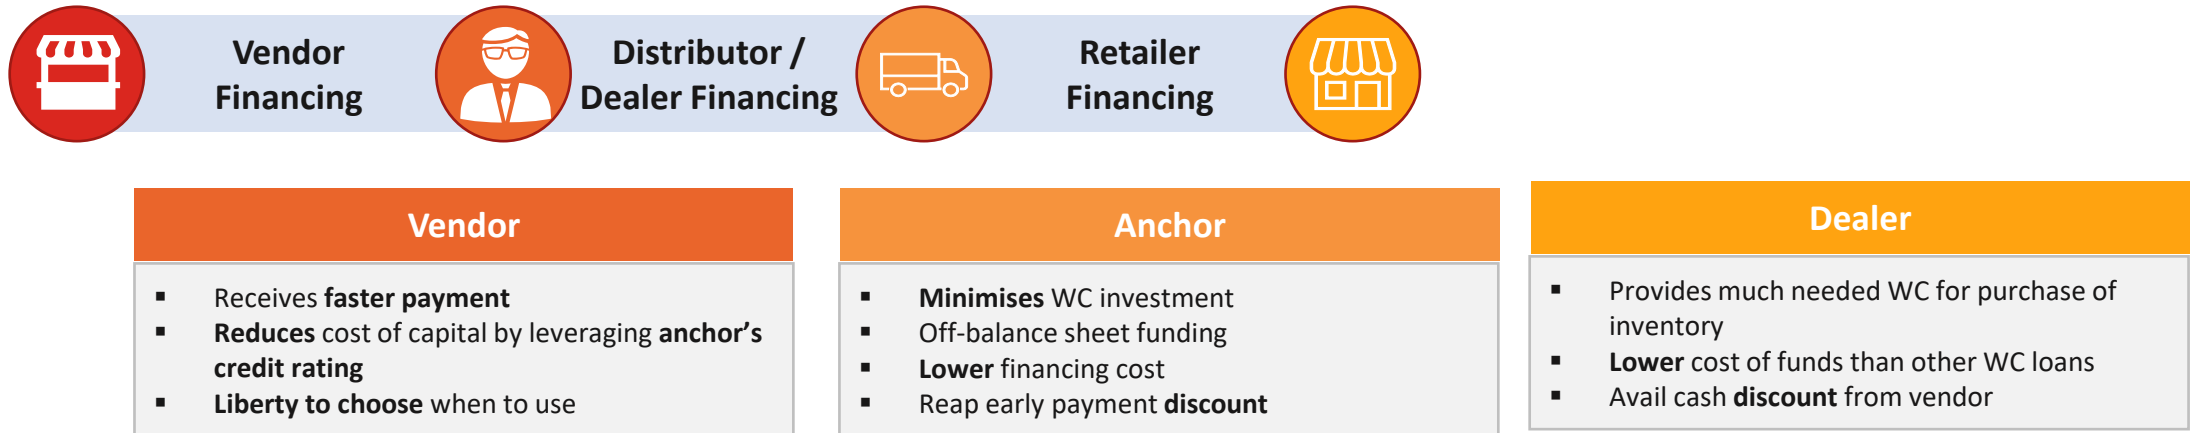 Vendor
Financing
Distributor /
Dealer Financing
Retailer
Financing
Vendor
▪ Receives faster payment
▪ Reduces cost of capital by leveraging anchor's
credit rating
▪ Liberty to choose when to use
Anchor
▪ Minimises WC investment
▪ Off-balance sheet funding
▪ Lower financing cost
▪ Reap early payment discount
Dealer
▪ Provides much needed WC for purchase of
inventory
▪ Lower cost of funds than other WC loans
▪ Avail cash discount from vendor